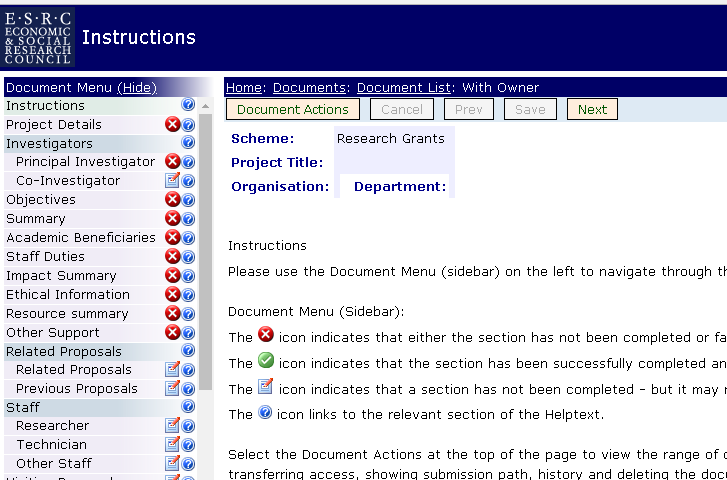 E·S·R·C
ECONOMIC
& SOCIAL
RESEARCH
COUNCIL
Instructions
Document Menu (Hide)
Instructions
Project Details
Investigators
Principal Investigator
Co-Investigator
Objectives
Summary
Academic Beneficiaries
Staff Duties
Impact Summary
Ethical Information
Resource summary
Other Support
Related Proposals
Related Proposals
Previous Proposals
Staff
Researcher
Technician
Other Staff
Home: Documents: Document List: With Owner
Document Actions Cancel Prev Save Next
Scheme: Research Grants
Project Title:
Organisation: Department:
Instructions
Please use the Document Menu (sidebar) on the left to navigate through
Document Menu (Sidebar):
The icon indicates that either the section has not been completed or
The icon indicates that the section has been successfully completed
The icon indicates that a section has not been completed - but it may
The icon links to the relevant section of the Helptext.
Select the Document Actions at the top of the page to view the range of
transferring access, showing submission path, history and deleting the